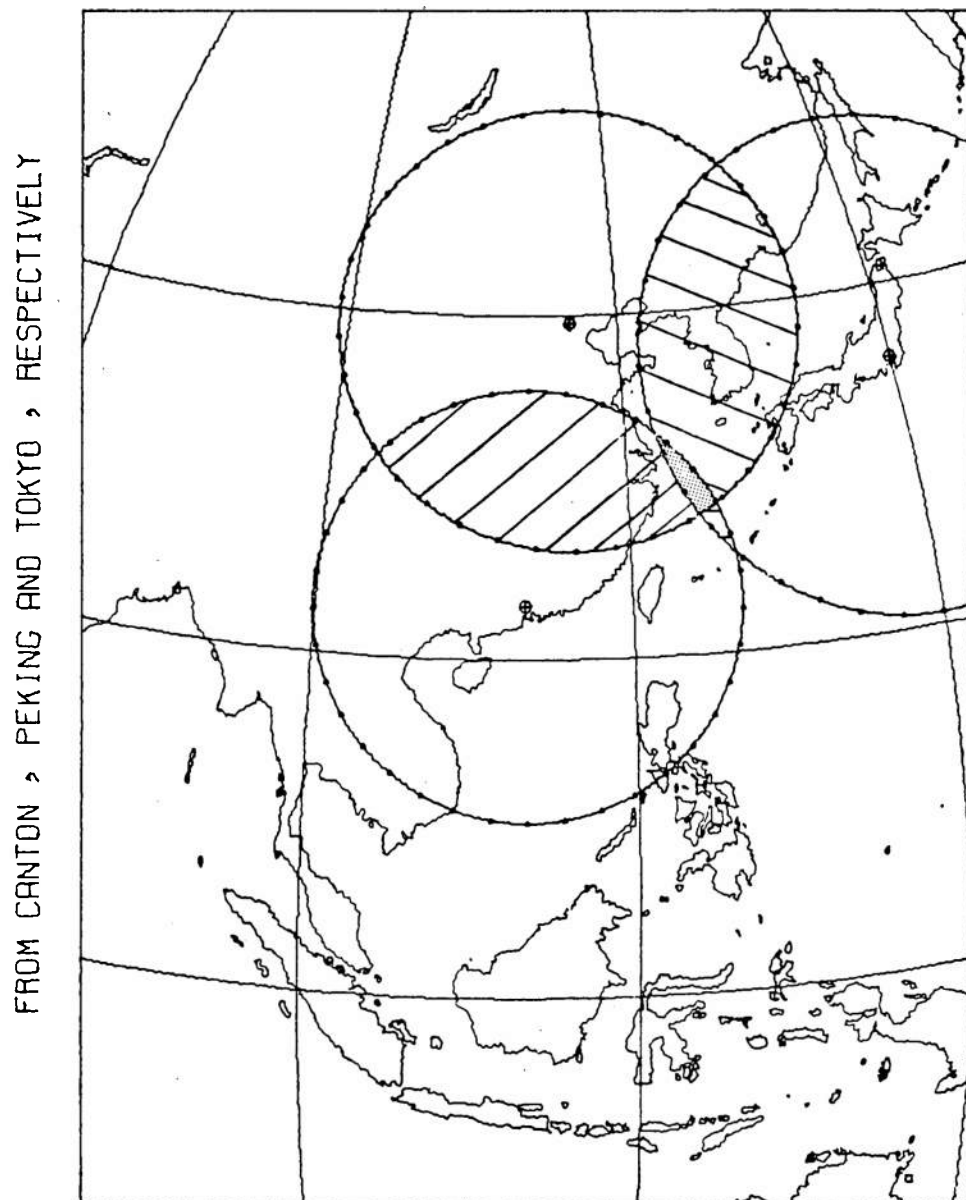 FROM CANTON , PEKING AND TOKYO , RESPECTIVELY